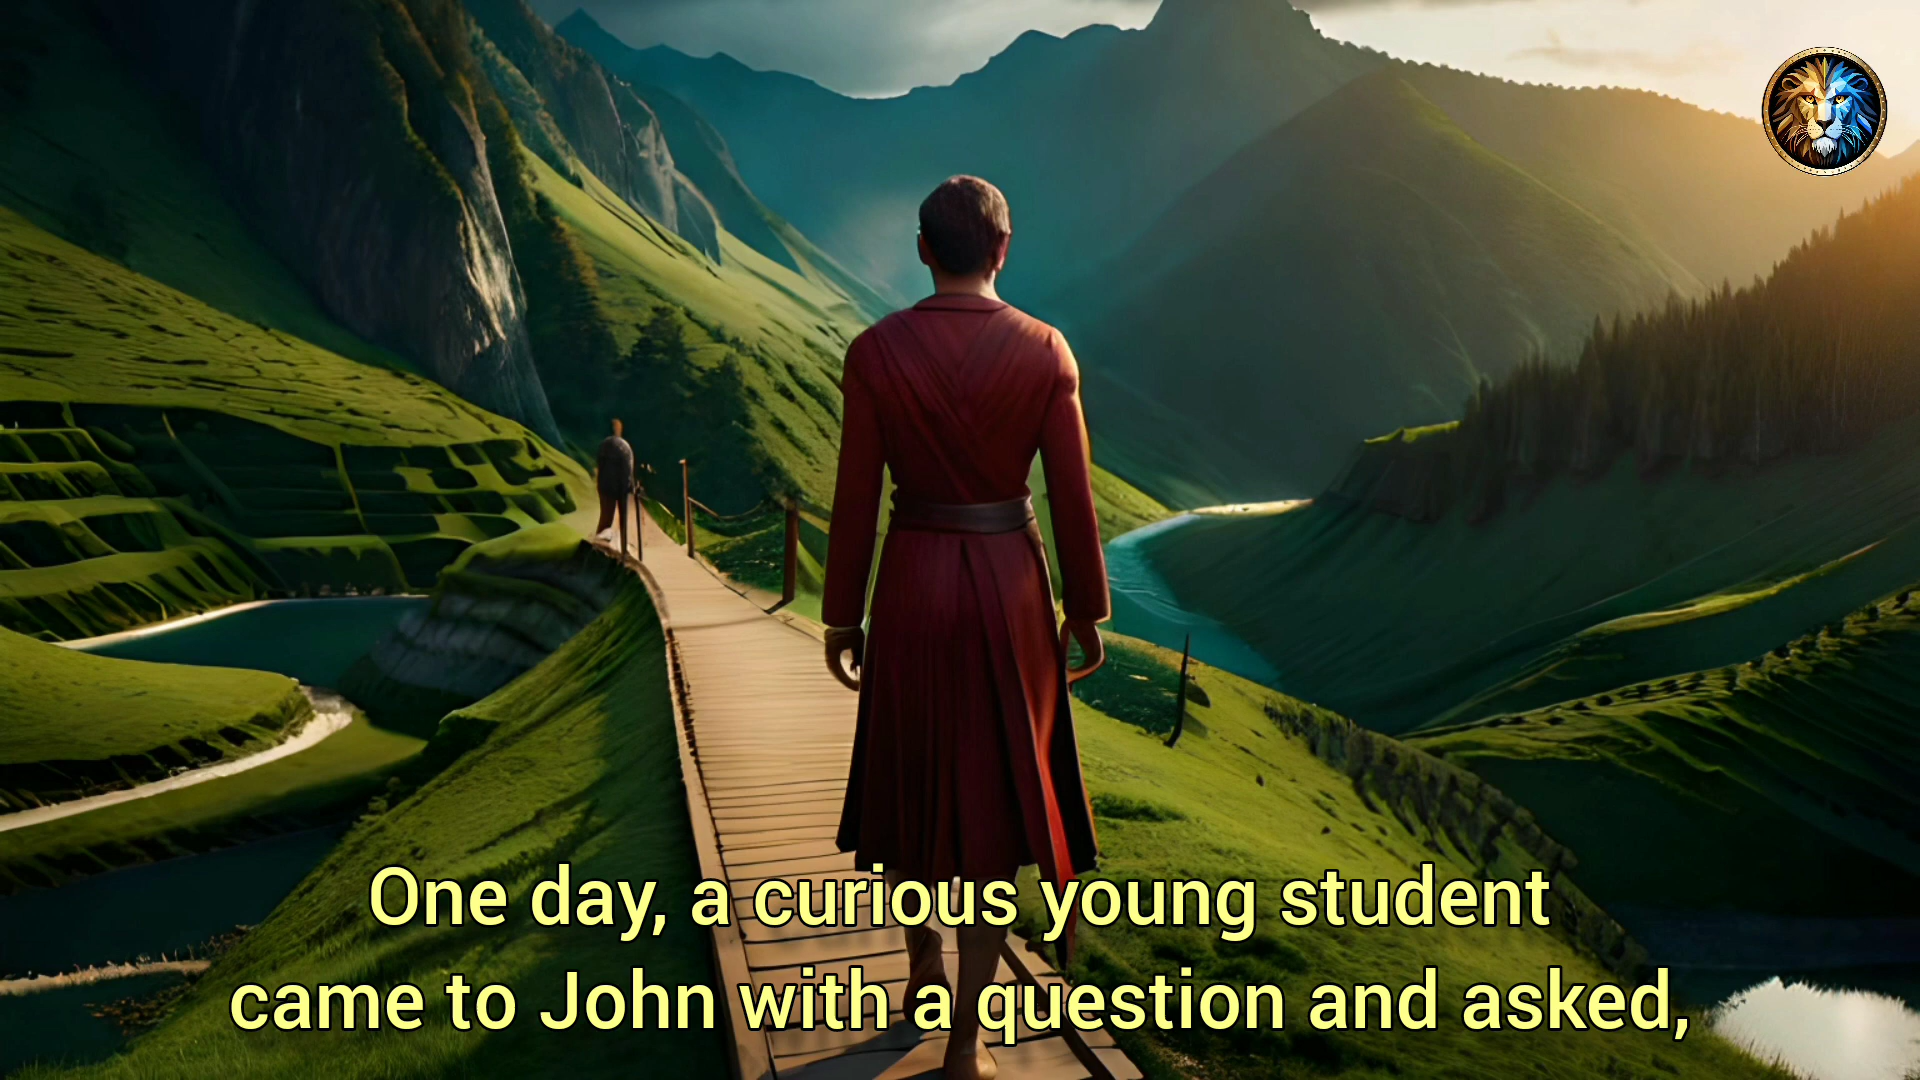 One day, a curious young student
came to John with a question and asked,